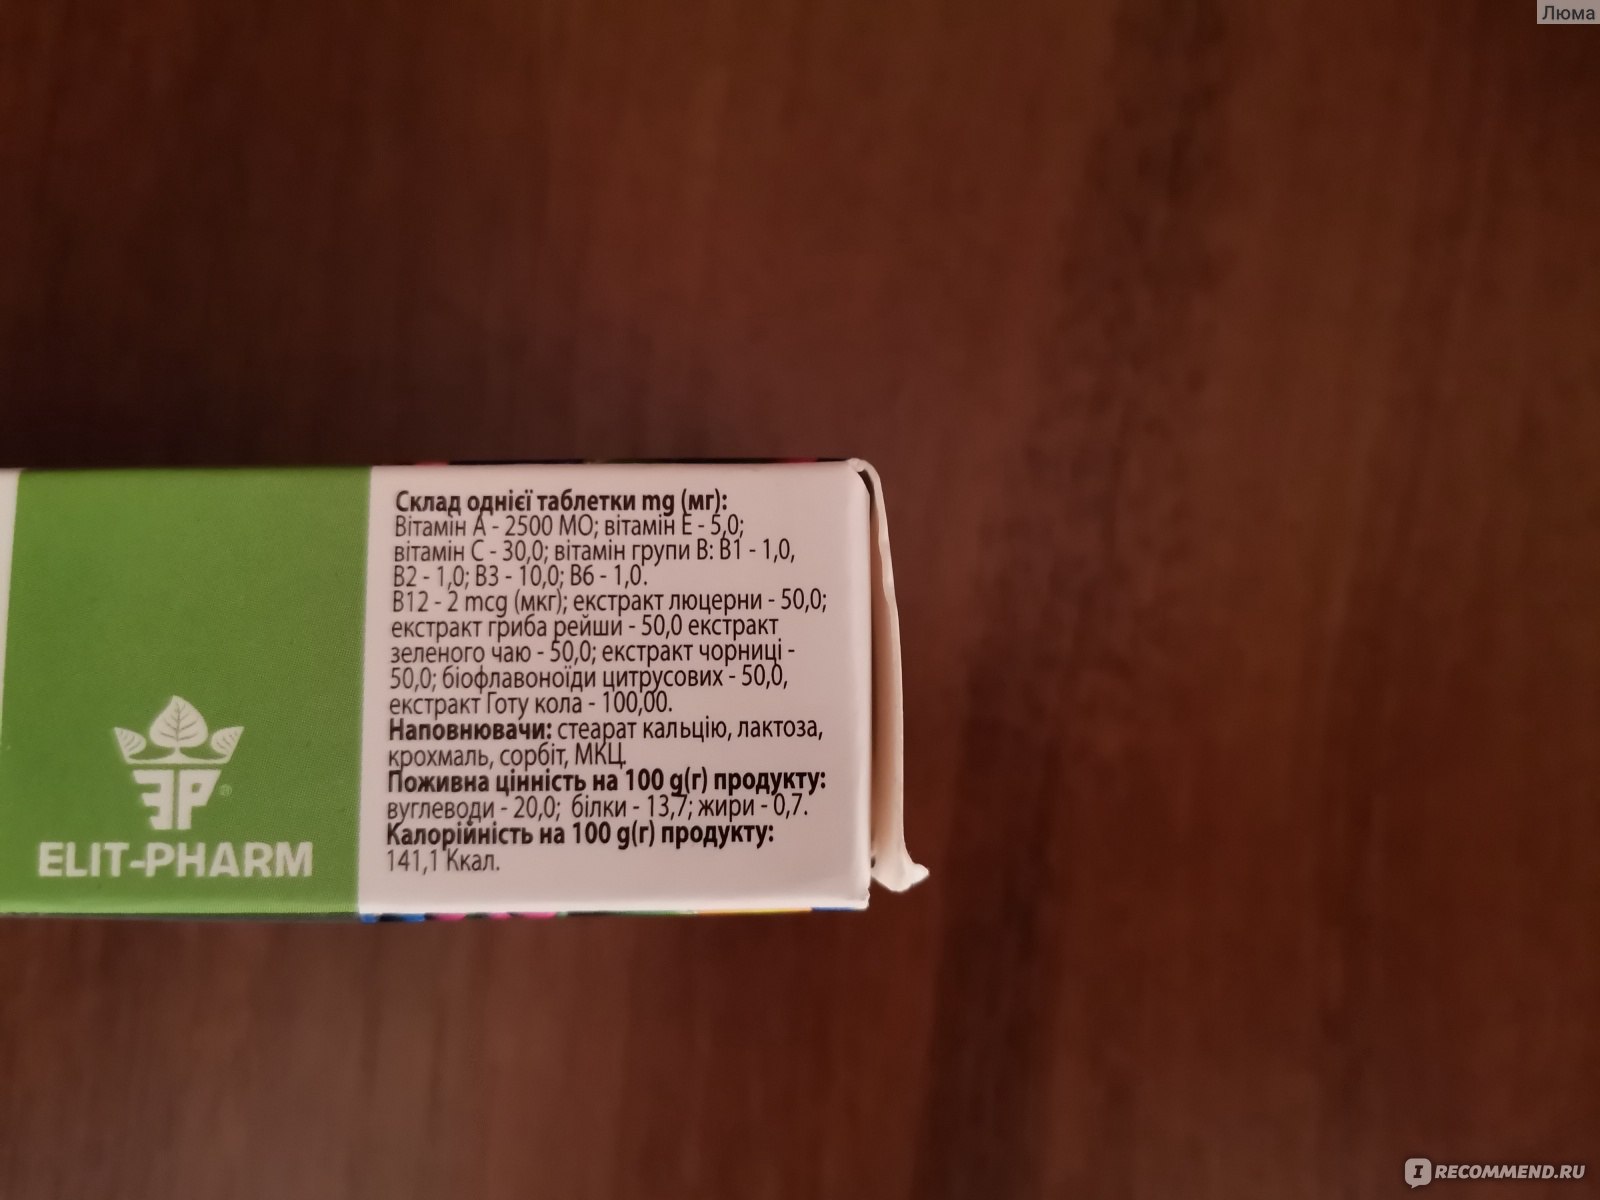 Люма
Склад однієї таблетки mg (мг):
Вітамін А - 2500 МО; вітамін Е - 5,0;
вітамін С - 30,0; вітамін групи В: В1 - 1,0,
В2 - 1,0; В3 - 10,0; В6 - 1,0.
В12 - 2 mcg (мкг); екстракт люцерни - 50,0;
екстракт гриба рейши - 50,0 екстракт
зеленого чаю - 50,0; екстракт чорниці -
50,0; біофлавоноїди цитрусових - 50,0,
екстракт Готу кола - 100,00.
Наповнювачи: стеарат кальцію, лактоза,
крохмаль, сорбіт, МКЦ.
Поживна цінність на 100 g(г) продукту:
вуглеводи - 20,0; білки - 13,7; жири - 0,7.
Калорійність на 100 g(г) продукту:
141,1 Ккал.
ЭР®
ELIT-PHARM
IRECOMMEND.RU